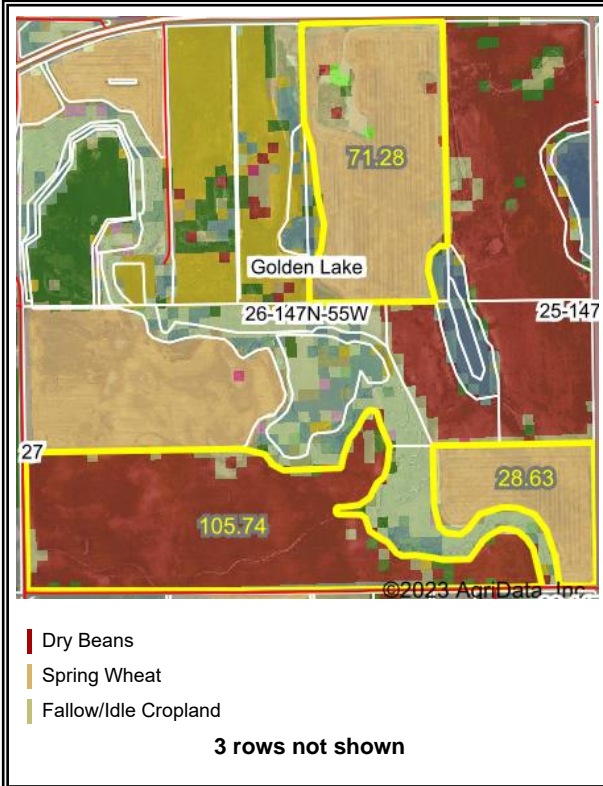 71.28
Golden Lake
26-147N-55W
25-147
27
28.63
105.74
©2023 AgriData, Inc.
Dry Beans
Spring Wheat
Fallow/Idle Cropland
3 rows not shown